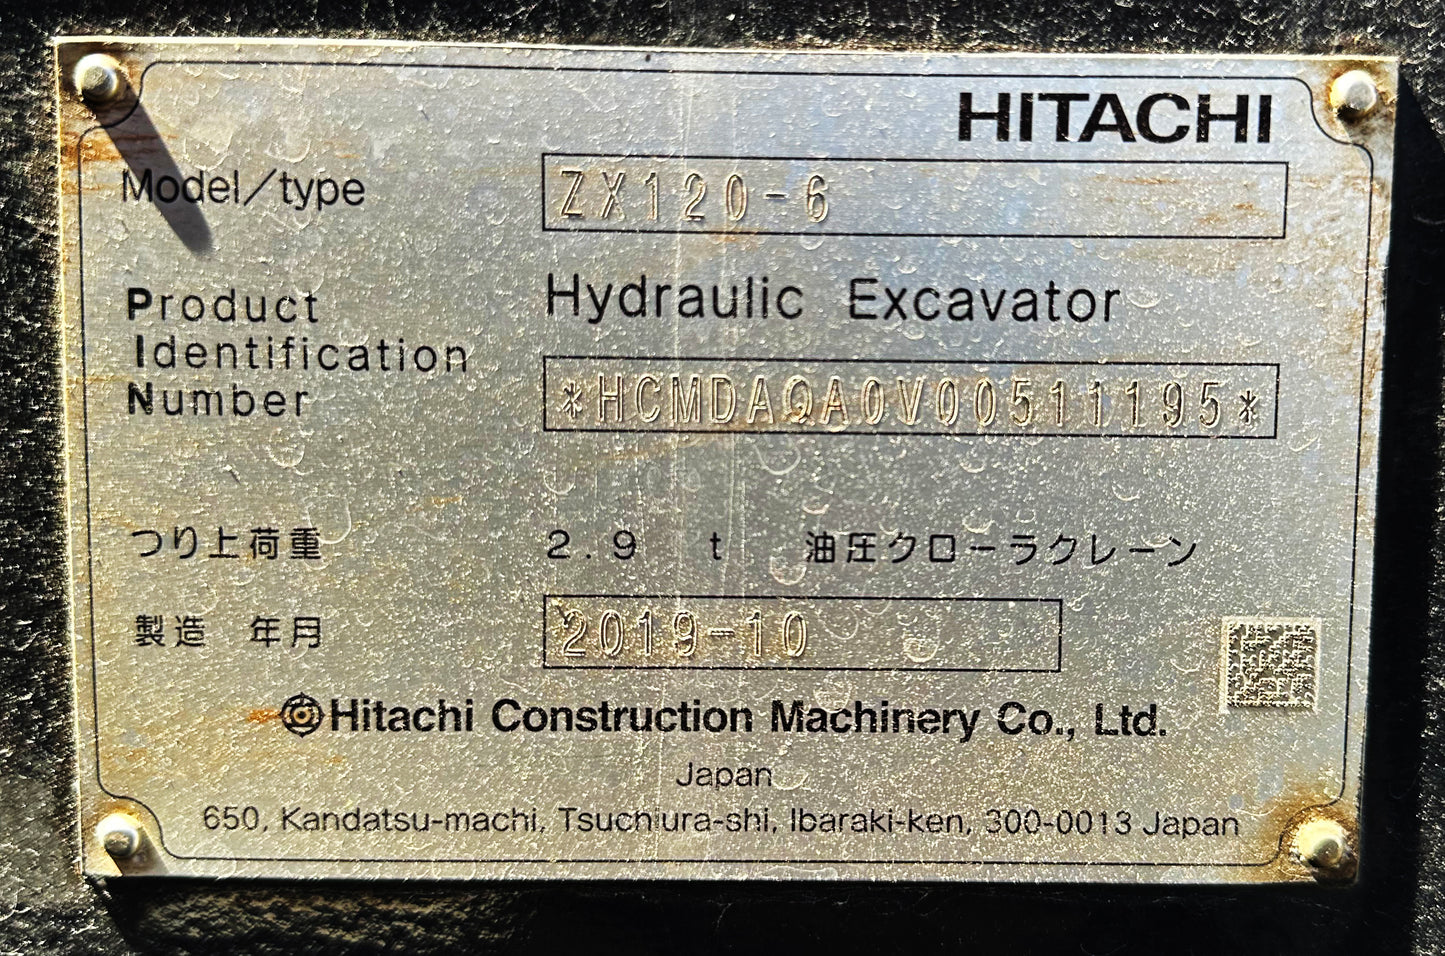 HITACHI
Model/type ZX120-6
Product Hydraulic Excavator
Identification
Number *HCMDAQA0V00511195*
つり上荷重 2.9 t 油圧クローラクレーン
製造 年月 2019-10
Hitachi Construction Machinery Co., Ltd.
Japan
650, Kandatsu-machi, Tsuchiura-shi, Ibaraki-ken, 300-0013 Japan